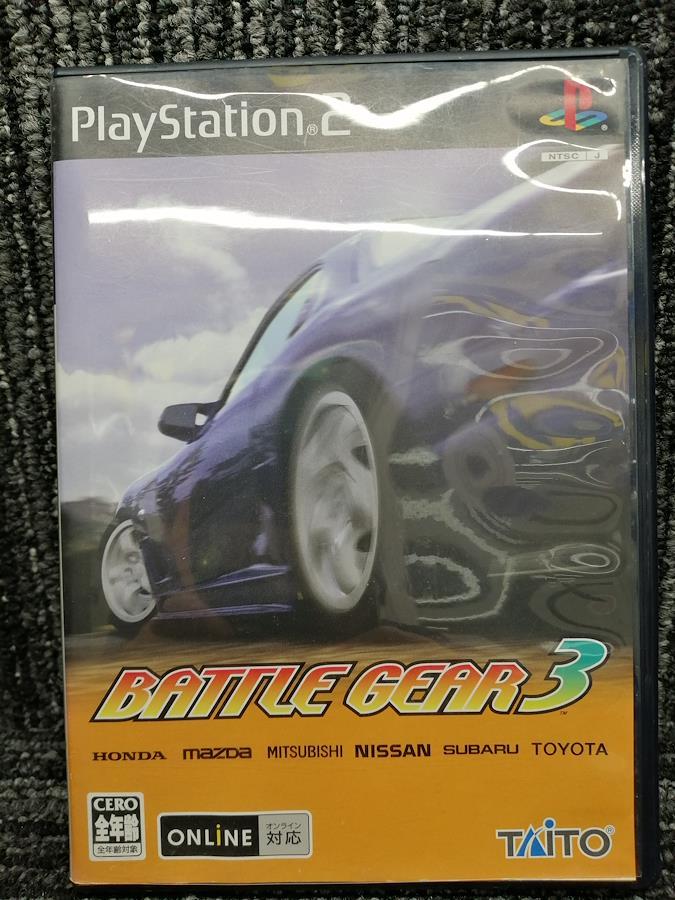 PlayStation®2
NTSC J
BATTLE GEAR 3™
HONDA mazda MITSUBISHI NISSAN SUBARU TOYOTA
CERO
全年齢
全年齢対象
ONLiNE オンライン対応
TAiTO®